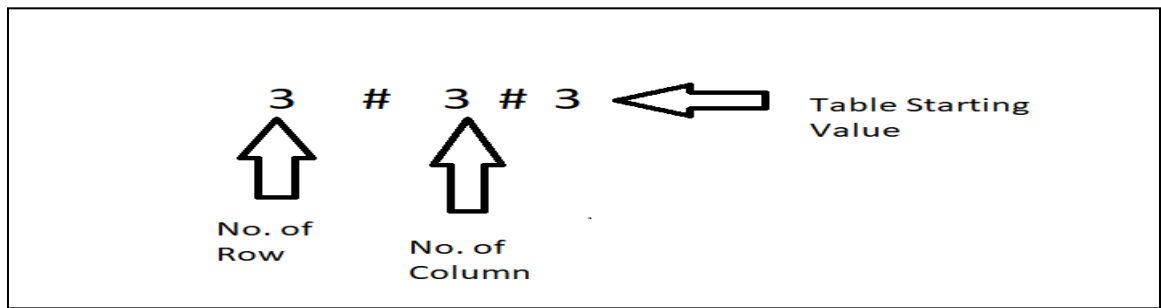 3 # 3 # 3
Table Starting
Value
No. of
Row
No. of
Column